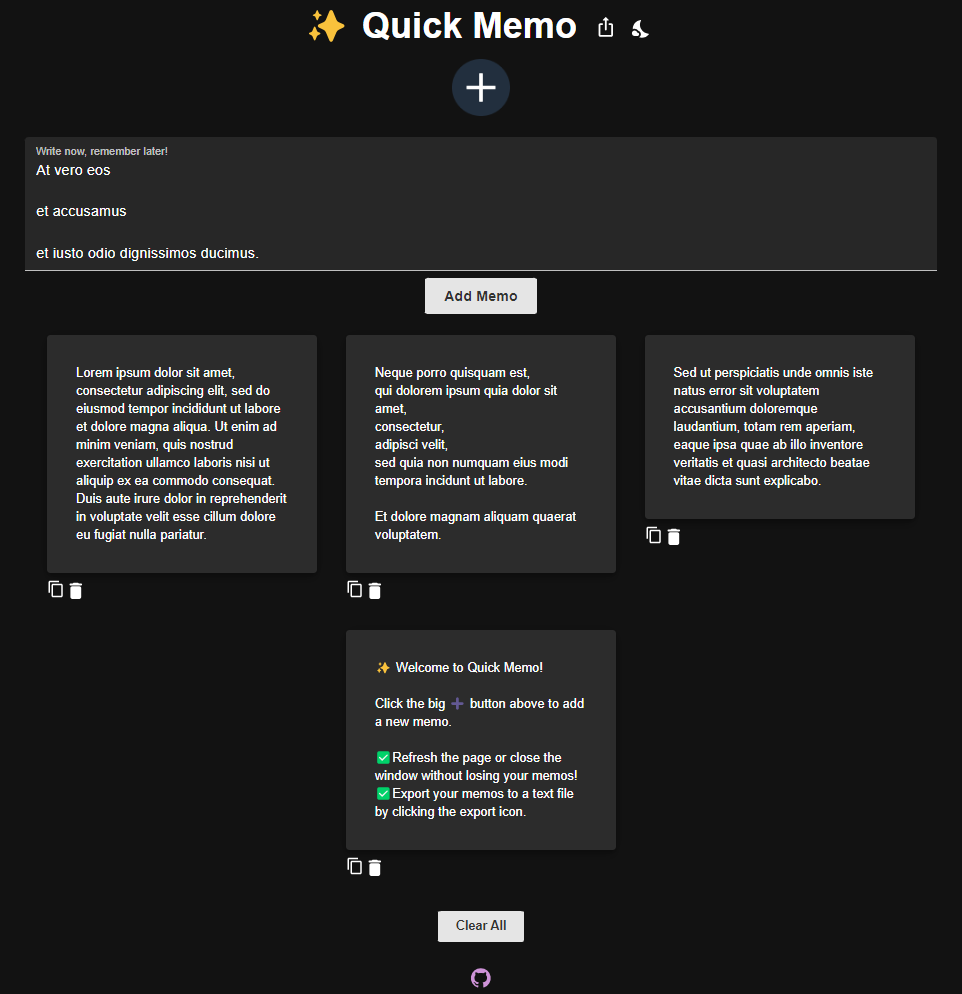 ✨ Quick Memo
Write now, remember later!
At vero eos
et accusamus
et iusto odio dignissimos ducimus.
Add Memo
Lorem ipsum dolor sit amet,
consectetur adipiscing elit, sed do
eiusmod tempor incididunt ut labore
et dolore magna aliqua. Ut enim ad
minim veniam, quis nostrud
exercitation ullamco laboris nisi ut
aliquip ex ea commodo consequat.
Duis aute irure dolor in reprehenderit
in voluptate velit esse cillum dolore
eu fugiat nulla pariatur.
Neque porro quisquam est,
qui dolorem ipsum quia dolor sit
amet,
consectetur,
adipisci velit,
sed quia non numquam eius modi
tempora incidunt ut labore.
Et dolore magnam aliquam quaerat
voluptatem.
Sed ut perspiciatis unde omnis iste
natus error sit voluptatem
accusantium doloremque
laudantium, totam rem aperiam,
eaque ipsa quae ab illo inventore
veritatis et quasi architecto beatae
vitae dicta sunt explicabo.
✨ Welcome to Quick Memo!
Click the big ➕ button above to add
a new memo.
✅Refresh the page or close the
window without losing your memos!
✅Export your memos to a text file
by clicking the export icon.
Clear All